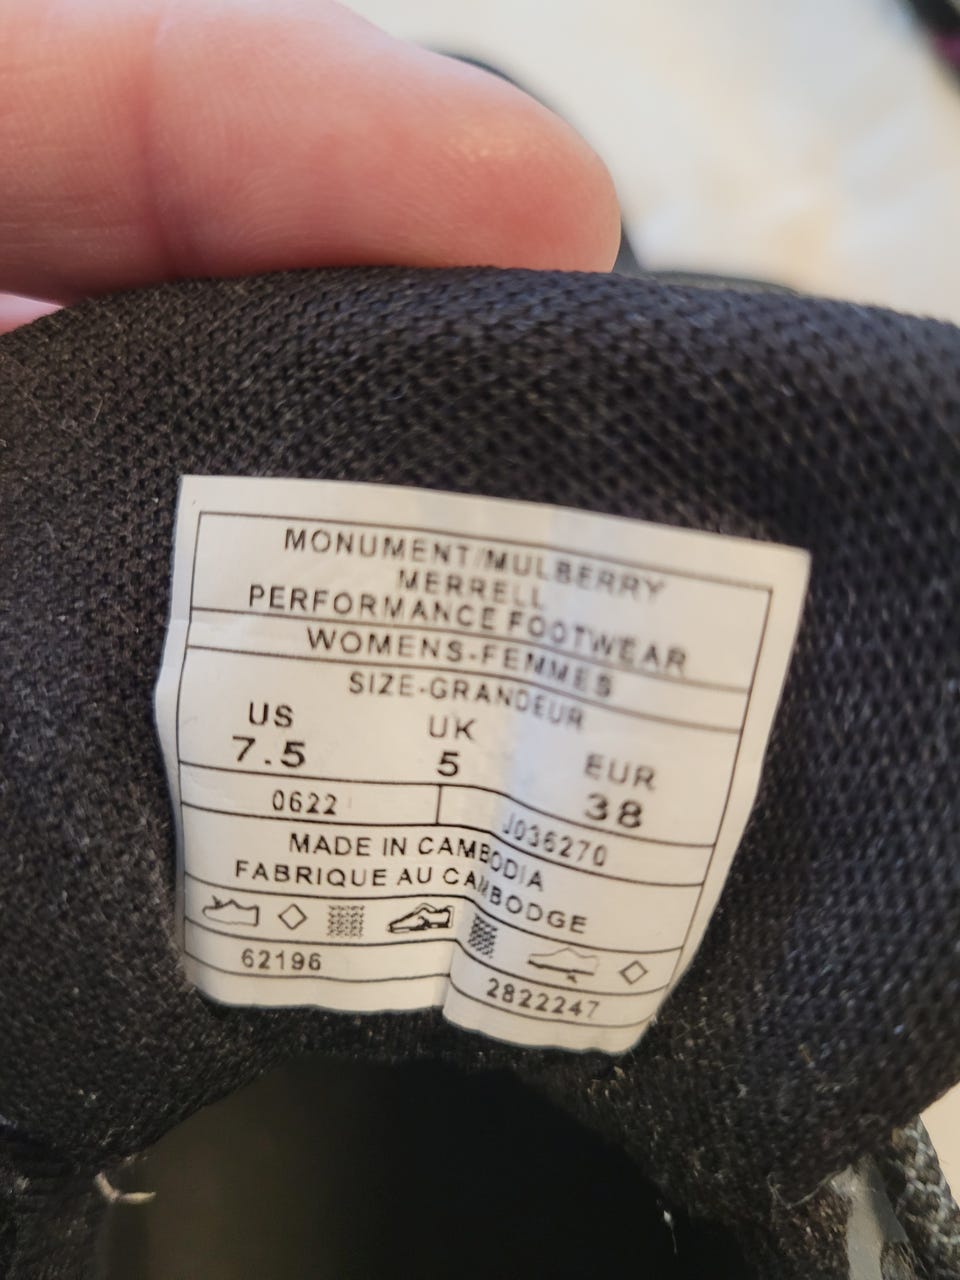 MONUMENT/MULBERRY
MERRELL
PERFORMANCE FOOTWEAR
WOMENS-FEMMES
SIZE-GRANDEUR
US UK EUR
7.5 5 38
0622 J036270
MADE IN CAMBODIA
FABRIQUE AU CAMBODGE
62196 2822247